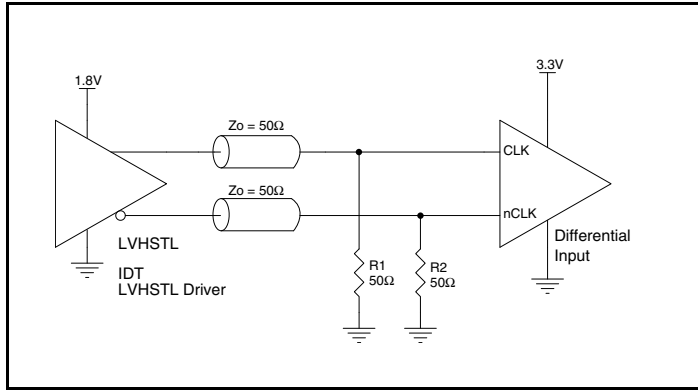 1.8V
3.3V
Zo = 50Ω
CLK
Zo = 50Ω
nCLK
LVHSTL
IDT
LVHSTL Driver
Differential
Input
R1
50Ω
R2
50Ω